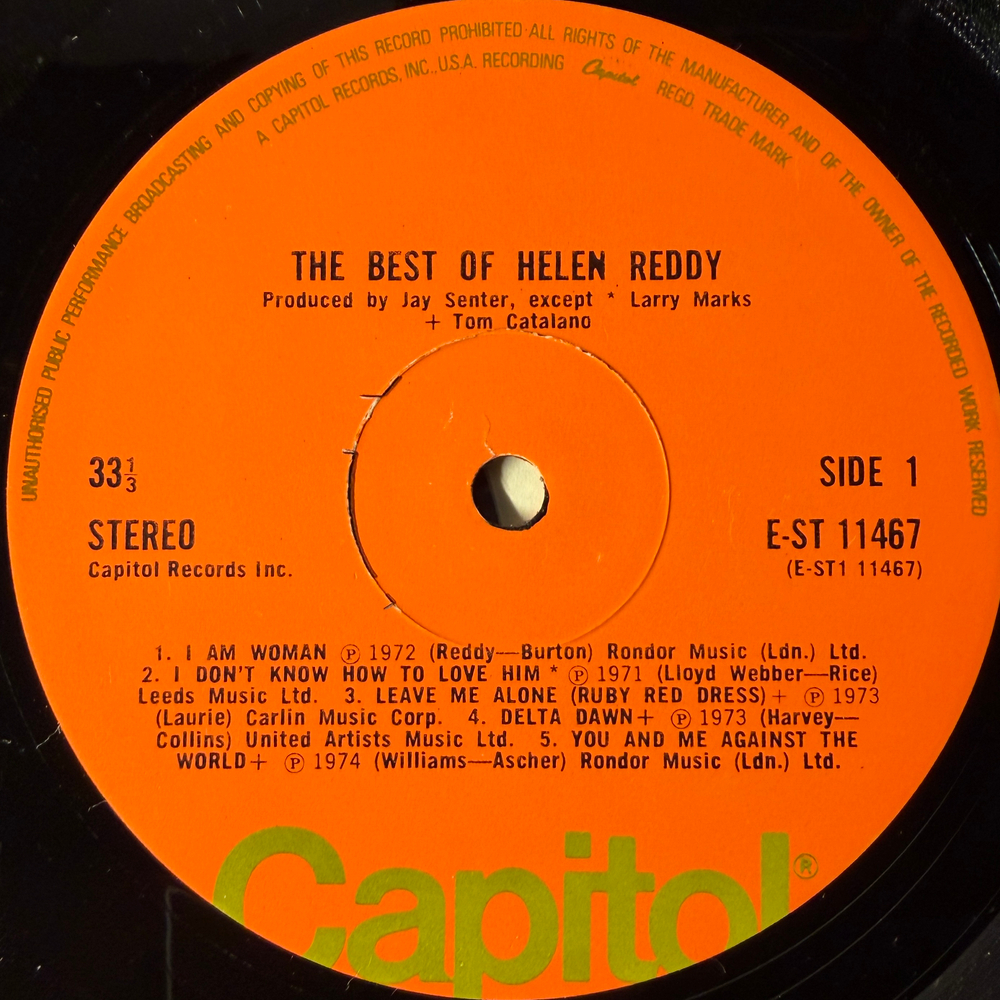 UNAUTHORISED PUBLIC PERFORMANCE BROADCASTING AND COPYING OF THIS RECORD PROHIBITED·ALL RIGHTS OF THE MANUFACTURER AND OF THE OWNER OF THE RECORDED WORK RESERVED
A CAPITOL RECORDS, INC., U.S.A. RECORDING Capitol REGD. TRADE MARK
THE BEST OF HELEN REDDY
Produced by Jay Senter, except * Larry Marks
+ Tom Catalano
33⅓
SIDE 1
STEREO
E-ST 11467
Capitol Records Inc.
(E-ST1 11467)
1. I AM WOMAN ℗ 1972 (Reddy—Burton) Rondor Music (Ldn.) Ltd.
2. I DON'T KNOW HOW TO LOVE HIM * ℗ 1971 (Lloyd Webber—Rice)
Leeds Music Ltd. 3. LEAVE ME ALONE (RUBY RED DRESS) + ℗ 1973
(Laurie) Carlin Music Corp. 4. DELTA DAWN + ℗ 1973 (Harvey—
Collins) United Artists Music Ltd. 5. YOU AND ME AGAINST THE
WORLD + ℗ 1974 (Williams—Ascher) Rondor Music (Ldn.) Ltd.
Capitol®